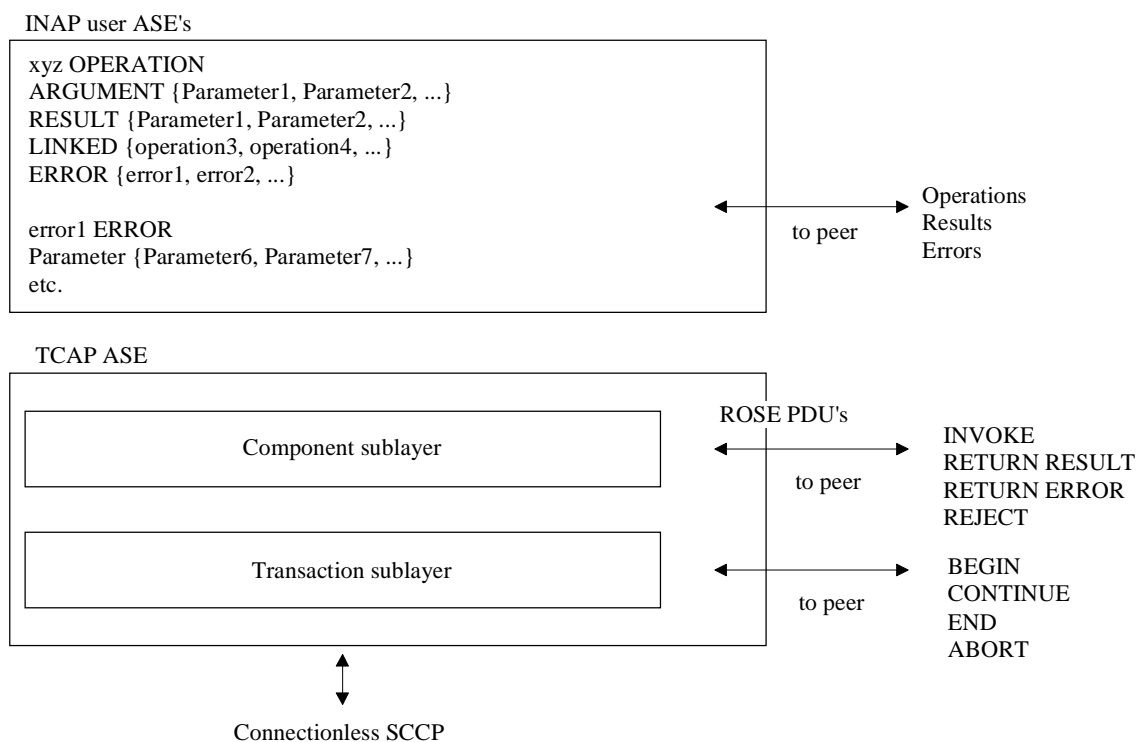 INAP user ASE's
xyz OPERATION
ARGUMENT {Parameter1, Parameter2, ...}
RESULT {Parameter1, Parameter2, ...}
LINKED {operation3, operation4, ...}
ERROR {error1, error2, ...}
error1 ERROR
Parameter {Parameter6, Parameter7, ...}
etc.
to peer
Operations
Results
Errors
TCAP ASE
Component sublayer
ROSE PDU's
to peer
INVOKE
RETURN RESULT
RETURN ERROR
REJECT
Transaction sublayer
to peer
BEGIN
CONTINUE
END
ABORT
Connectionless SCCP